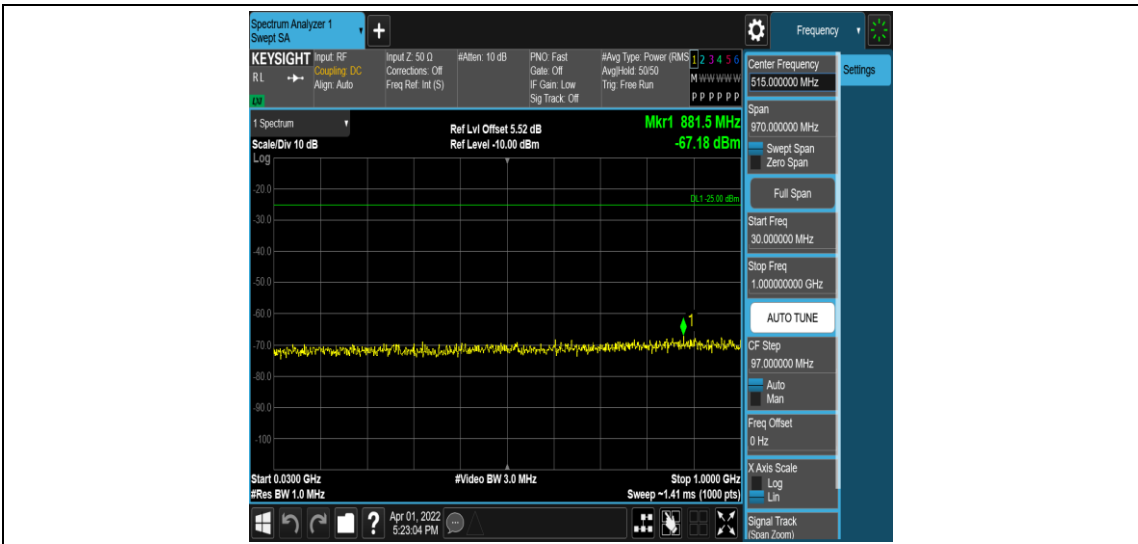 Spectrum Analyzer 1
Swept SA
+
Frequency
KEYSIGHT
RL
LXI
Input: RF
Coupling: DC
Align: Auto
Input Z: 50 Ω
Corrections: Off
Freq Ref: Int (S)
#Atten: 10 dB
PNO: Fast
Gate: Off
IF Gain: Low
Sig Track: Off
#Avg Type: Power (RMS
Avg|Hold: 50/50
Trig: Free Run
1 2 3 4 5 6
M W W W W W
P P P P P P
1 Spectrum
Scale/Div 10 dB
Ref Lvl Offset 5.52 dB
Ref Level -10.00 dBm
Mkr1 881.5 MHz
-67.18 dBm
Log
-20.0
-30.0
-40.0
-50.0
-60.0
-70.0
-80.0
-90.0
-100
DL1 -25.00 dBm
1
Start 0.0300 GHz
#Res BW 1.0 MHz
#Video BW 3.0 MHz
Stop 1.0000 GHz
Sweep ~1.41 ms (1000 pts)
Center Frequency
515.000000 MHz
Settings
Span
970.000000 MHz
Swept Span
Zero Span
Full Span
Start Freq
30.000000 MHz
Stop Freq
1.000000000 GHz
AUTO TUNE
CF Step
97.000000 MHz
Auto
Man
Freq Offset
0 Hz
X Axis Scale
Log
Lin
Signal Track
(Span Zoom)
?
Apr 01, 2022
5:23:04 PM